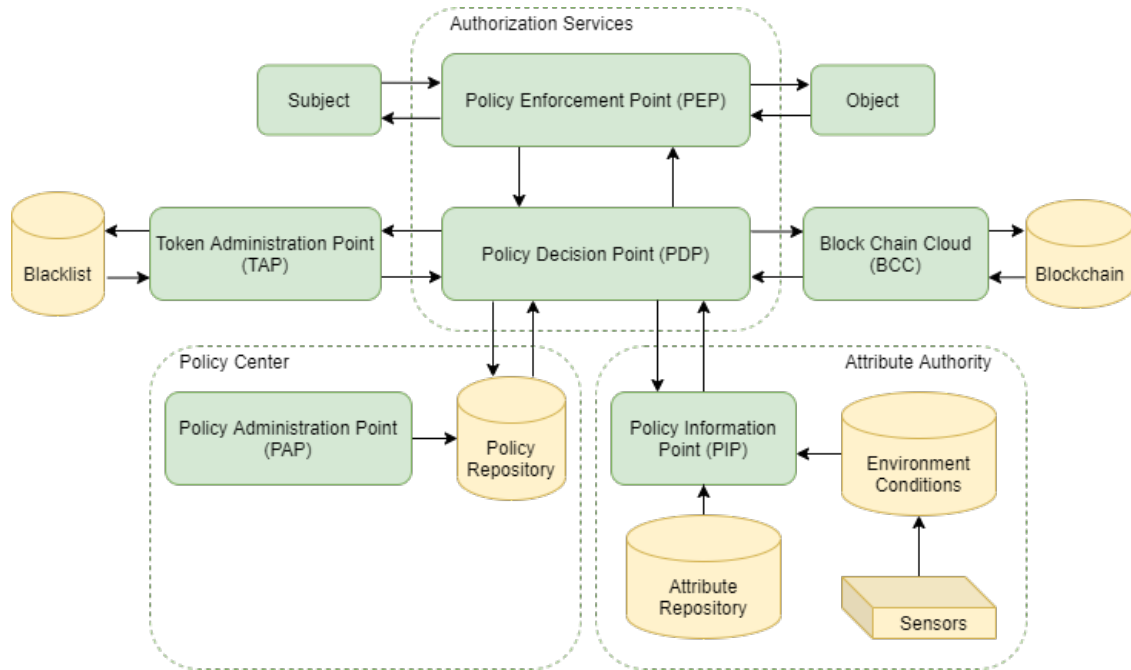 Authorization Services
Subject
Policy Enforcement Point (PEP)
Object
Blacklist
Token Administration Point
(TAP)
Policy Decision Point (PDP)
Block Chain Cloud
(BCC)
Blockchain
Policy Center
Attribute Authority
Policy Administration Point
(PAP)
Policy
Repository
Policy Information
Point (PIP)
Environment
Conditions
Attribute
Repository
Sensors